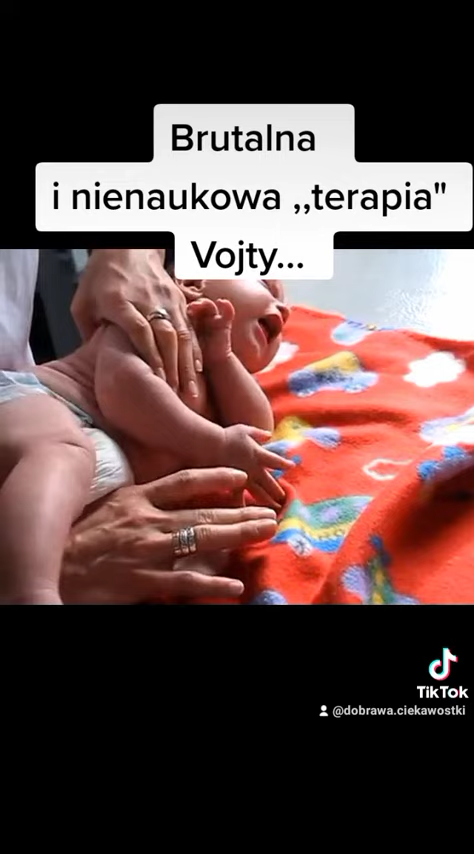 Brutalna
i nienaukowa ,,terapia"
Vojty...
TikTok
@dobrawa.ciekawostki